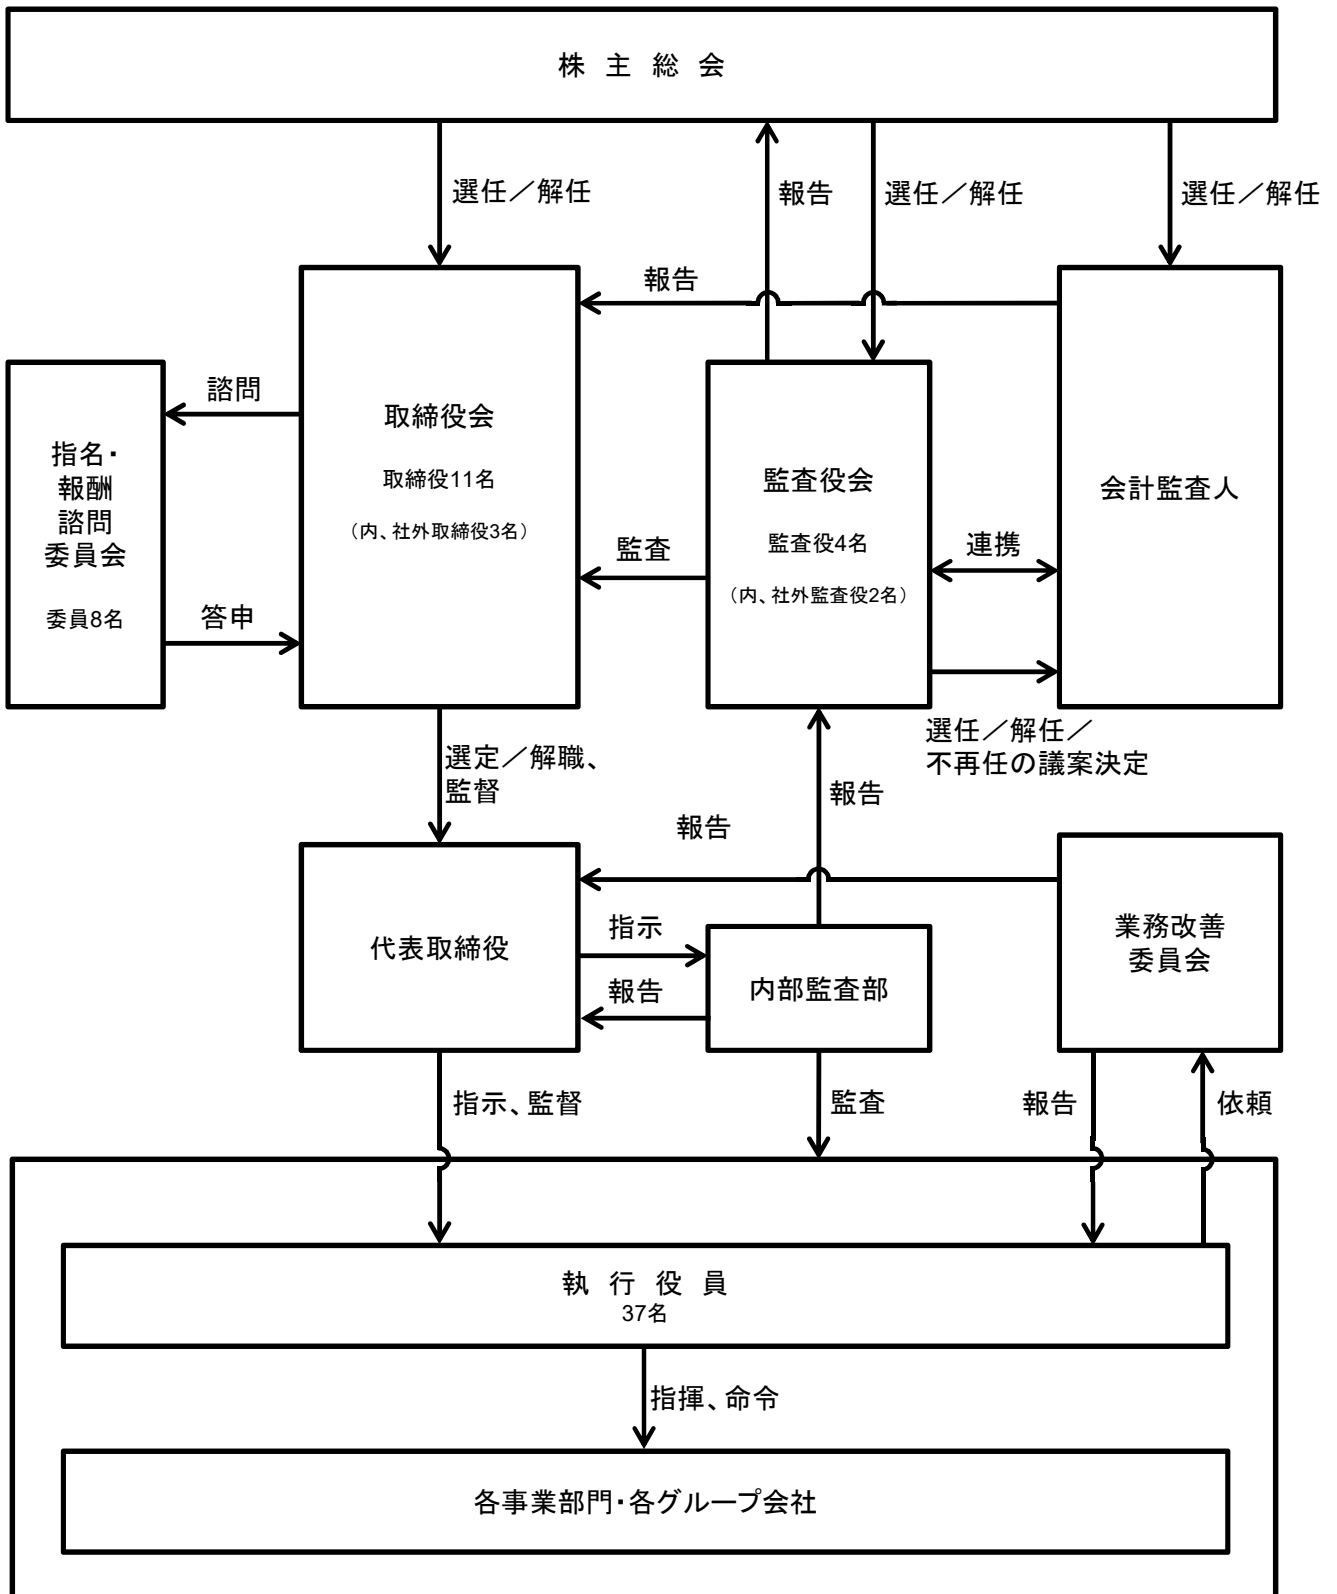 株 主 総 会
選任／解任
報告
選任／解任
選任／解任
報告
諮問
指名・
報酬
諮問
委員会
委員8名
答申
取締役会
取締役11名
（内、社外取締役3名）
監査
監査役会
監査役4名
（内、社外監査役2名）
連携
会計監査人
選任／解任／
不再任の議案決定
選定／解職、
監督
報告
報告
代表取締役
指示
報告
内部監査部
業務改善
委員会
指示、監督
監査
報告
依頼
執 行 役 員
37名
指揮、命令
各事業部門・各グループ会社